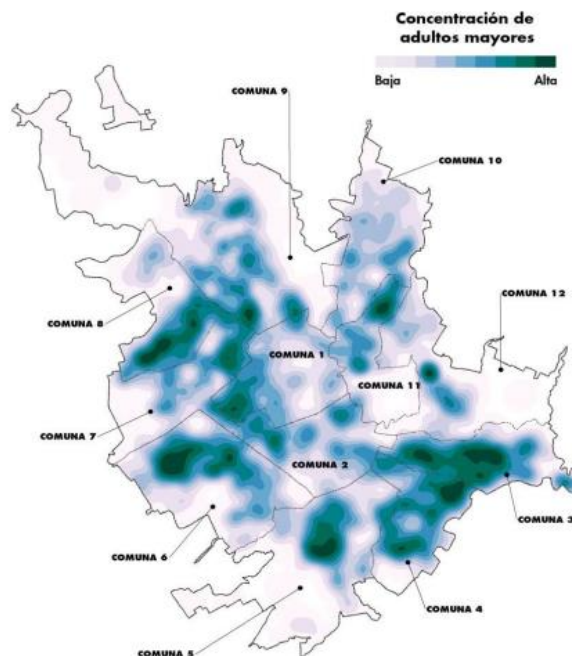 Concentración de
adultos mayores
Baja
Alta
COMUNA 9
COMUNA 10
COMUNA 12
COMUNA 8
COMUNA 1
COMUNA 11
COMUNA 7
COMUNA 2
COMUNA 3
COMUNA 6
COMUNA 4
COMUNA 5